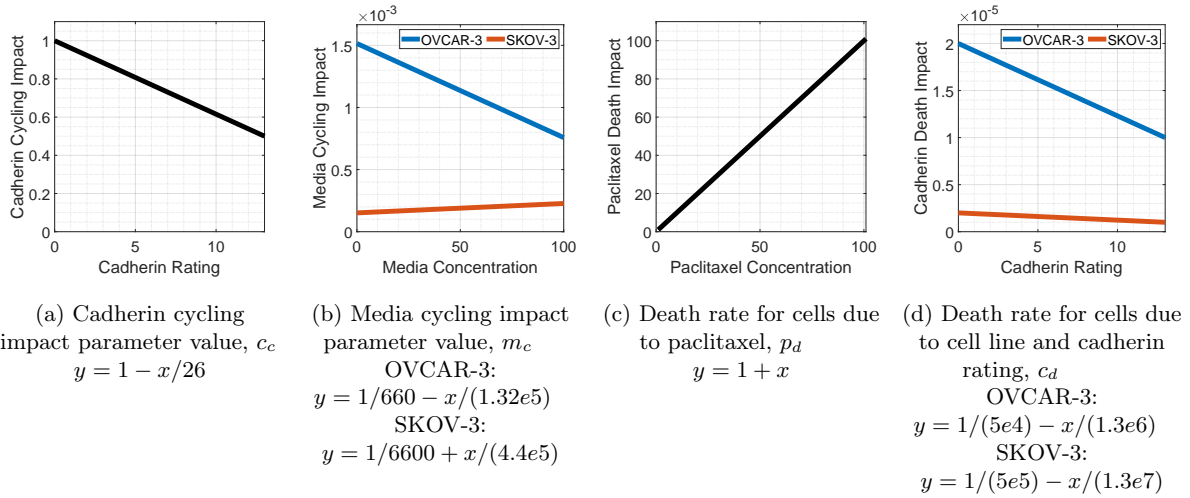 Cadherin Cycling Impact
1
0.8
0.6
0.4
0.2
0
0 5 10
Cadherin Rating
×10⁻³
Media Cycling Impact
OVCAR-3 SKOV-3
1.5
1
0.5
0
0 50 100
Media Concentration
Paclitaxel Death Impact
100
80
60
40
20
0
0 50 100
Paclitaxel Concentration
×10⁻⁵
Cadherin Death Impact
OVCAR-3 SKOV-3
2
1.5
1
0.5
0
0 5 10
Cadherin Rating
(a) Cadherin cycling
impact parameter value, c_c
y = 1 − x/26
(b) Media cycling impact
parameter value, m_c
OVCAR-3:
y = 1/660 − x/(1.32e5)
SKOV-3:
y = 1/6600 + x/(4.4e5)
(c) Death rate for cells due
to paclitaxel, p_d
y = 1 + x
(d) Death rate for cells due
to cell line and cadherin
rating, c_d
OVCAR-3:
y = 1/(5e4) − x/(1.3e6)
SKOV-3:
y = 1/(5e5) − x/(1.3e7)